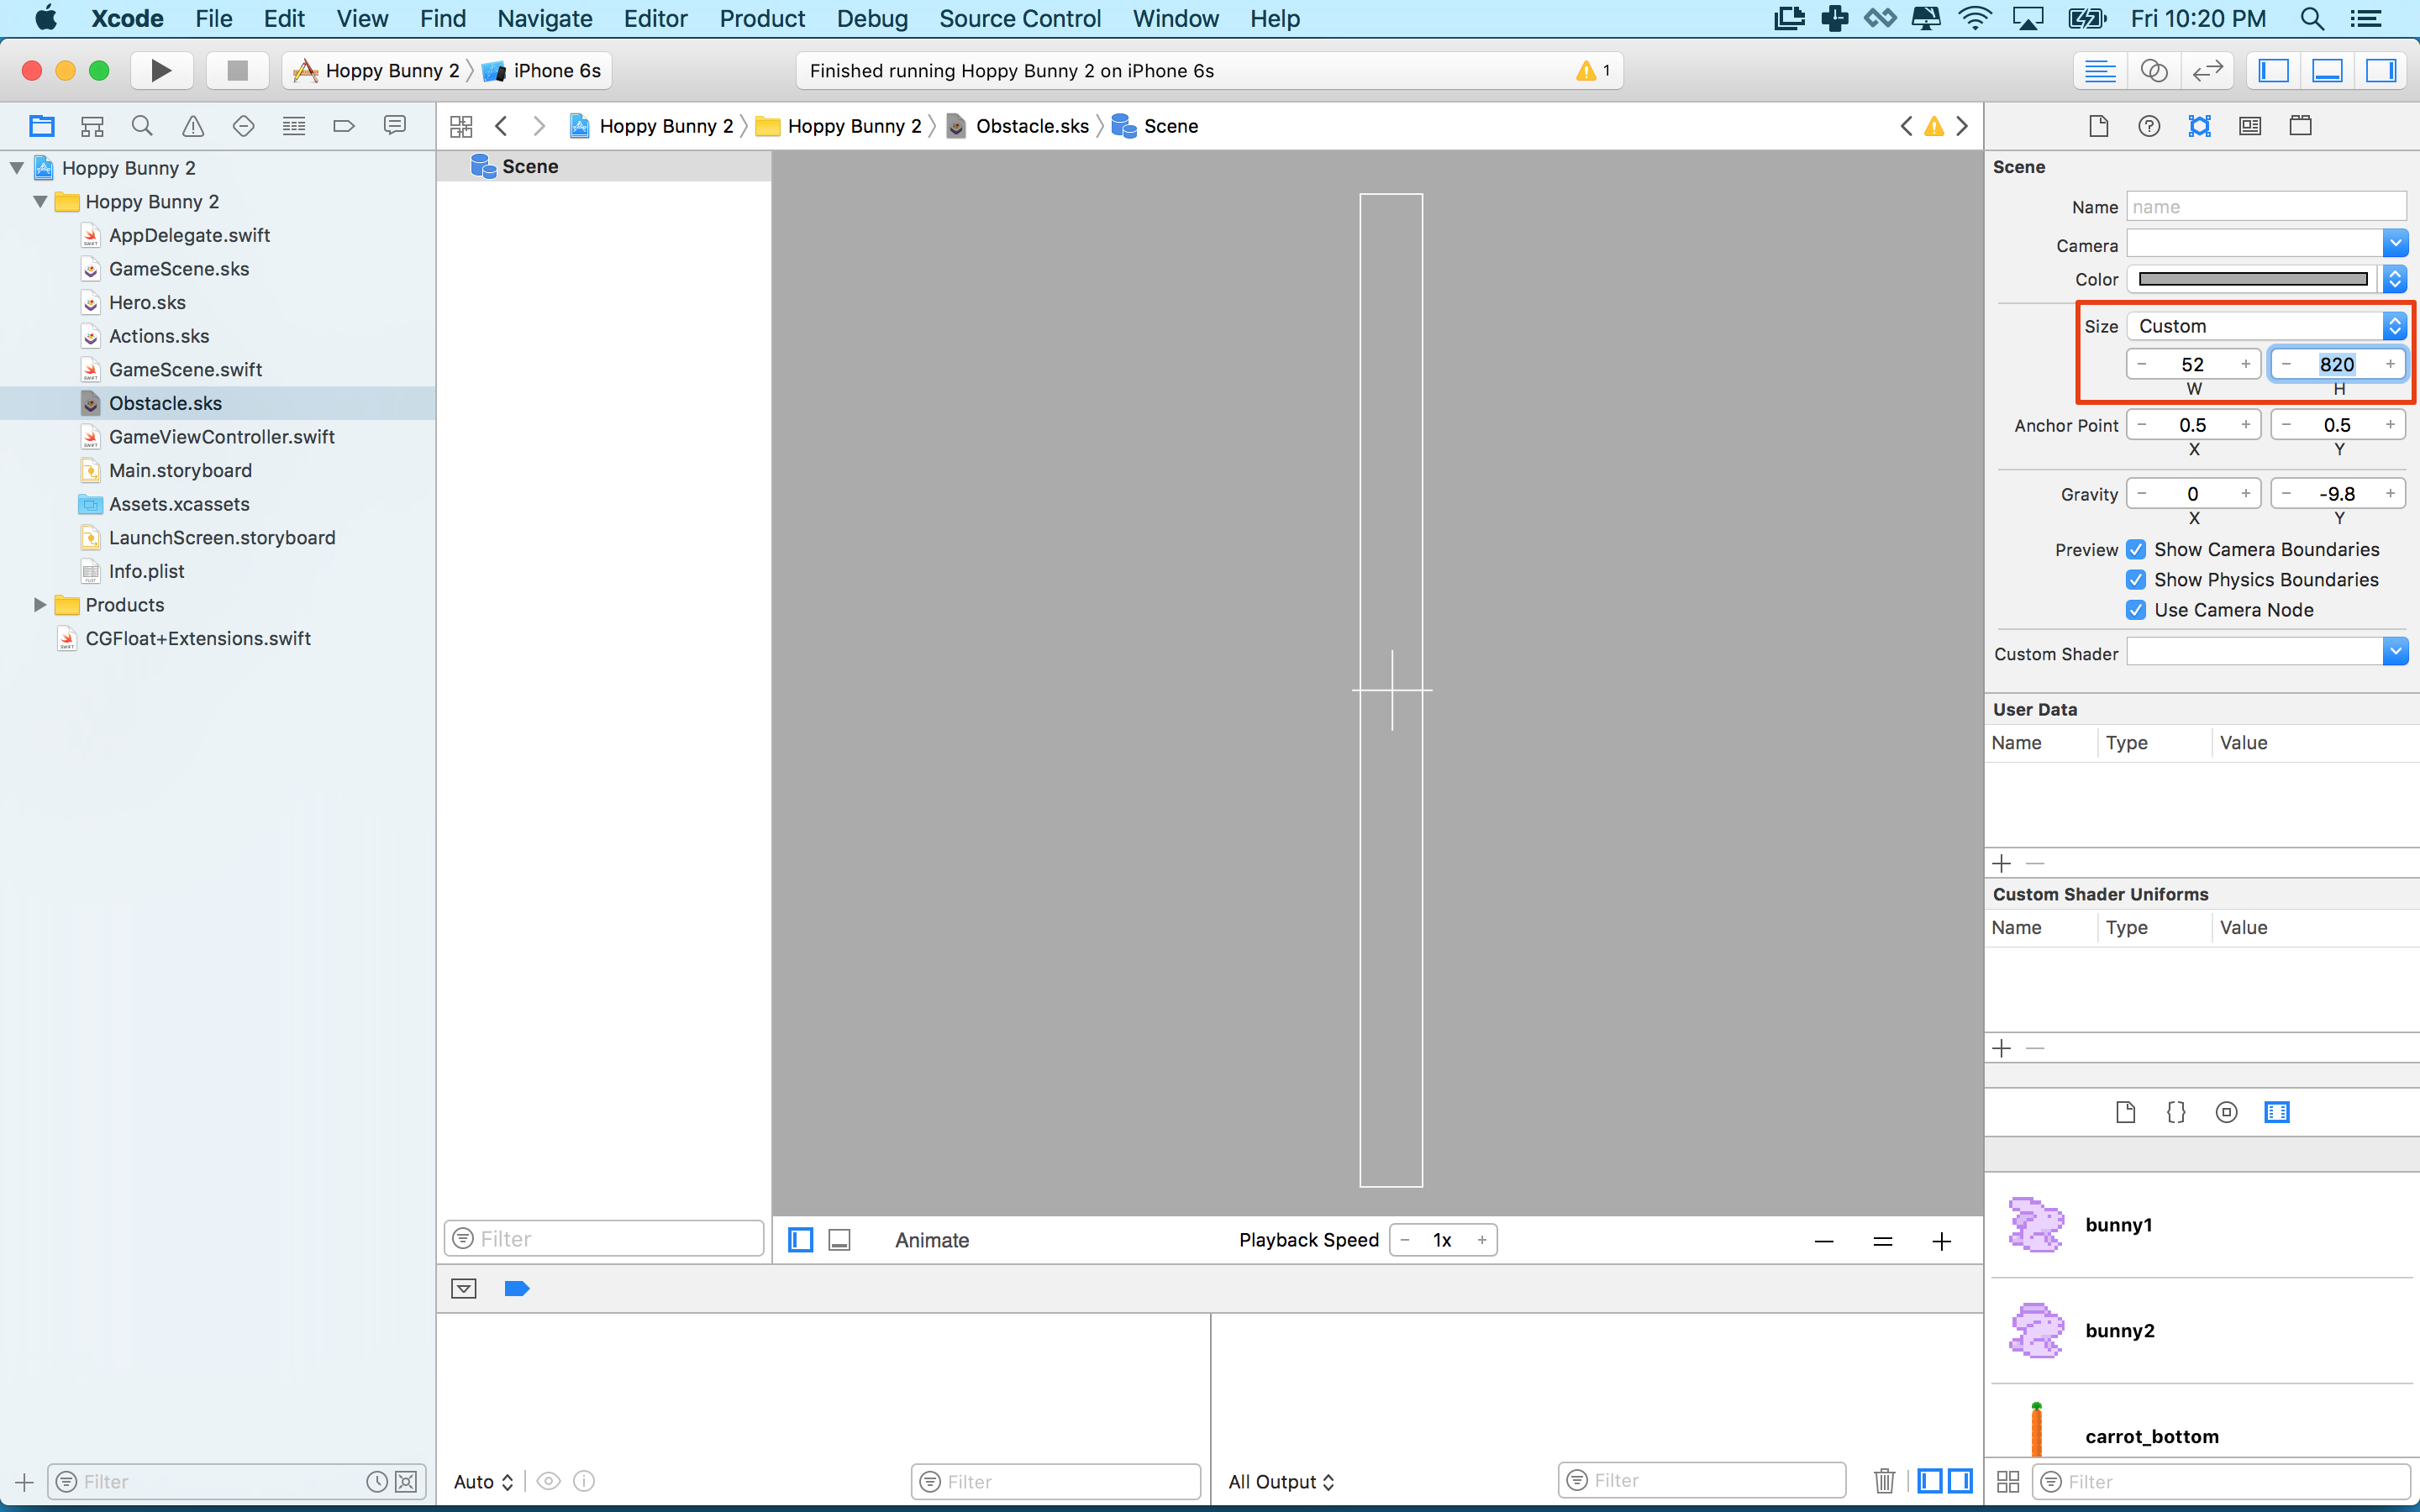 Xcode File Edit View Find Navigate Editor Product Debug Source Control Window Help Fri 10:20 PM
Hoppy Bunny 2 iPhone 6s Finished running Hoppy Bunny 2 on iPhone 6s 1
Hoppy Bunny 2 Hoppy Bunny 2 Obstacle.sks Scene
Hoppy Bunny 2
Hoppy Bunny 2
AppDelegate.swift
GameScene.sks
Hero.sks
Actions.sks
GameScene.swift
Obstacle.sks
GameViewController.swift
Main.storyboard
Assets.xcassets
LaunchScreen.storyboard
Info.plist
Products
CGFloat+Extensions.swift
Filter
Scene
Filter
Animate Playback Speed − 1x +
Auto Filter
All Output Filter
Scene
Name name
Camera
Color
Size Custom
− 52 + − 820 +
W H
Anchor Point − 0.5 + − 0.5 +
X Y
Gravity − 0 + − -9.8 +
X Y
Preview Show Camera Boundaries
Show Physics Boundaries
Use Camera Node
Custom Shader
User Data
Name Type Value
Custom Shader Uniforms
Name Type Value
{}
bunny1
bunny2
carrot_bottom
Filter